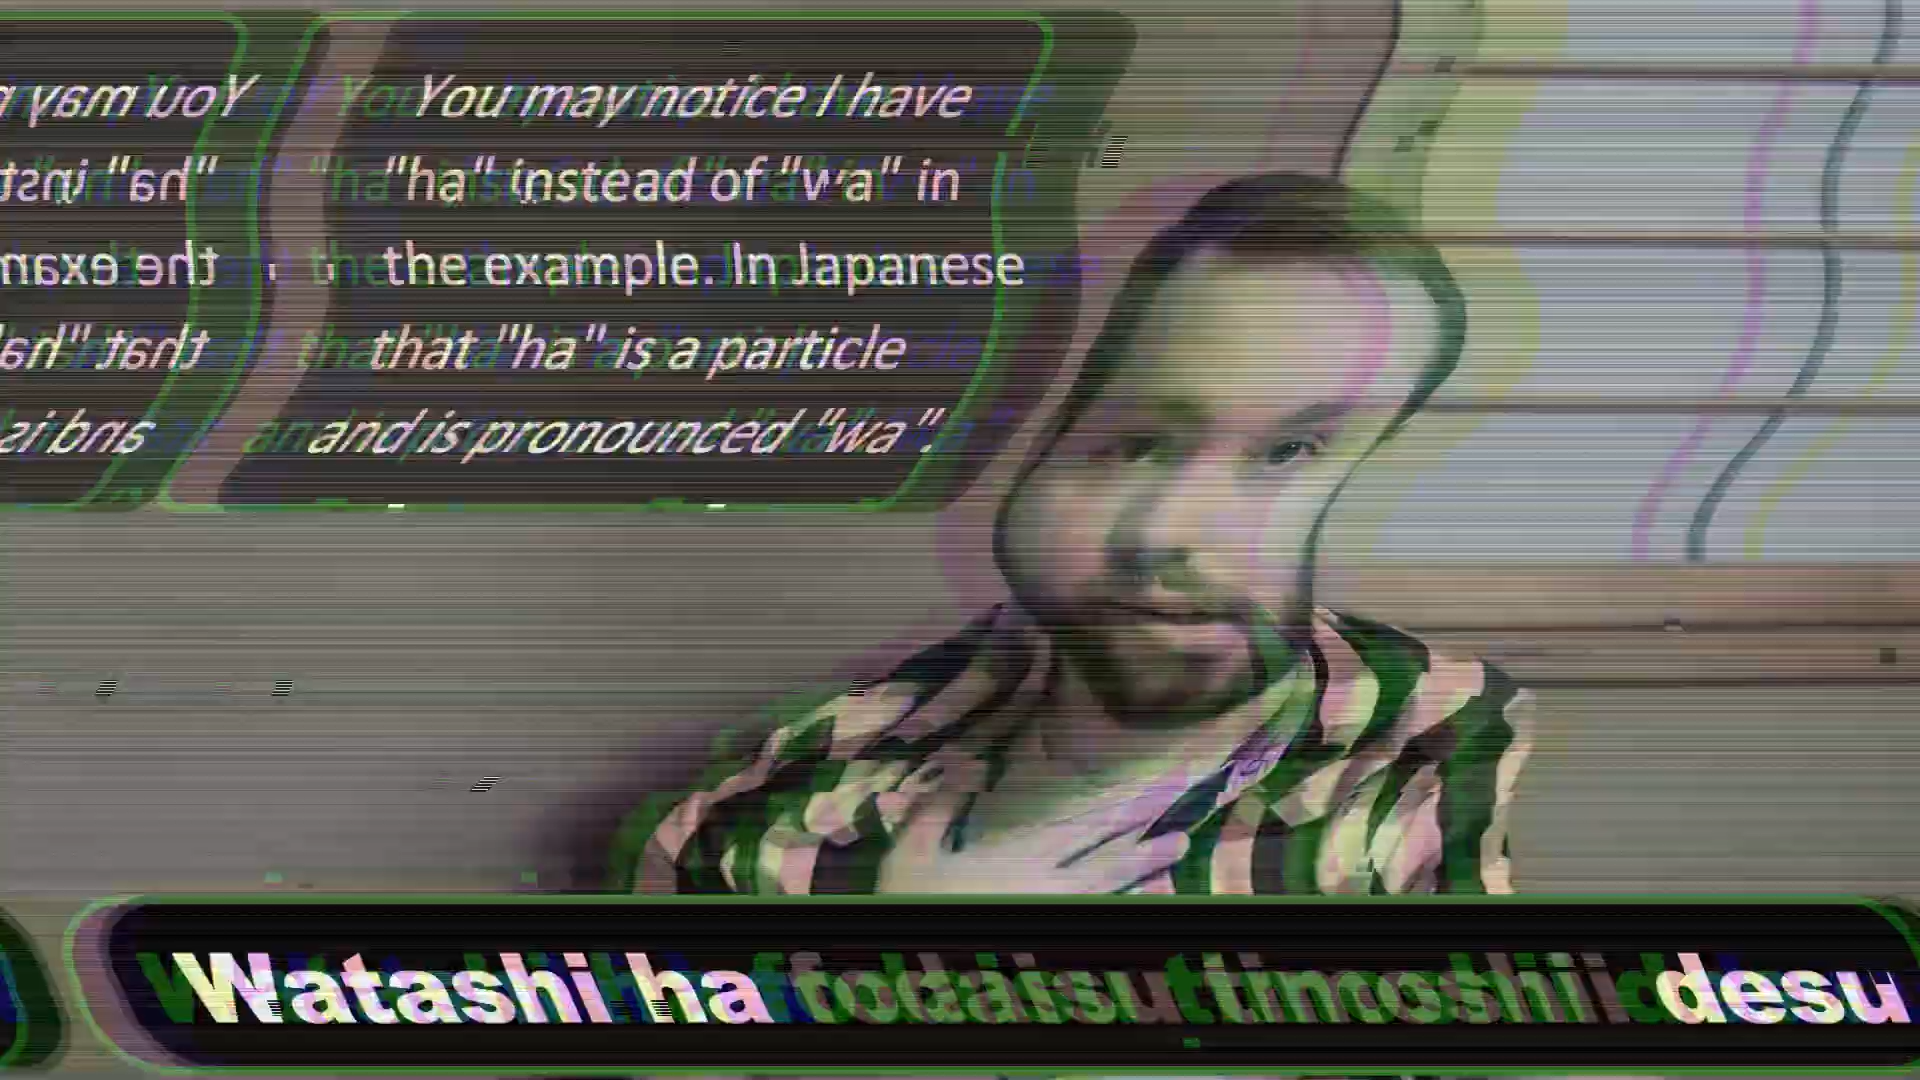 You may notice I have
"ha" instead of "wa" in
the example. In Japanese
that "ha" is a particle
and is pronounced "wa".
Watashi ha desu